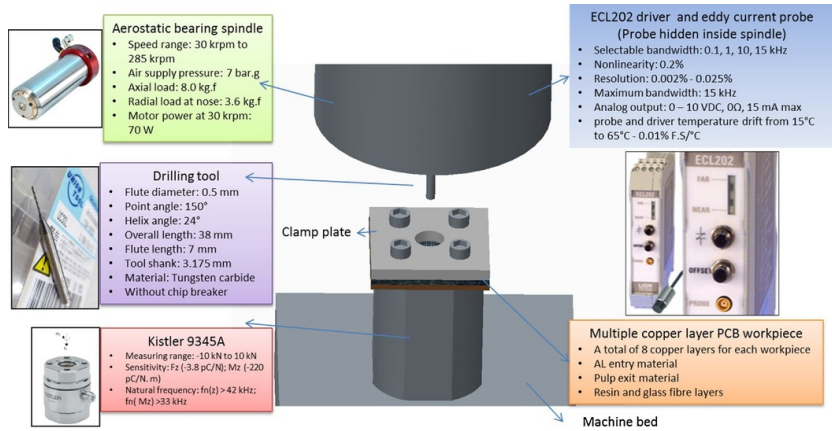 Aerostatic bearing spindle
• Speed range: 30 krpm to
285 krpm
• Air supply pressure: 7 bar.g
• Axial load: 8.0 kg.f
• Radial load at nose: 3.6 kg.f
• Motor power at 30 krpm:
70 W
ECL202 driver and eddy current probe
(Probe hidden inside spindle)
• Selectable bandwidth: 0.1, 1, 10, 15 kHz
• Nonlinearity: 0.2%
• Resolution: 0.002% - 0.025%
• Maximum bandwidth: 15 kHz
• Analog output: 0 – 10 VDC, 0Ω, 15 mA max
• probe and driver temperature drift from 15°C
to 65°C - 0.01% F.S/°C
Drilling tool
• Flute diameter: 0.5 mm
• Point angle: 150°
• Helix angle: 24°
• Overall length: 38 mm
• Flute length: 7 mm
• Tool shank: 3.175 mm
• Material: Tungsten carbide
• Without chip breaker
UNION
TOOL
Clamp plate
ECL202
FAR
NEAR
OFFSET
PROBE
ECL202
Kistler 9345A
• Measuring range: -10 kN to 10 kN
• Sensitivity: Fz (-3.8 pC/N); Mz (-220
pC/N. m)
• Natural frequency: fn(z) > 42 kHz;
fn( Mz) >33 kHz
Multiple copper layer PCB workpiece
• A total of 8 copper layers for each workpiece
• AL entry material
• Pulp exit material
• Resin and glass fibre layers
Machine bed